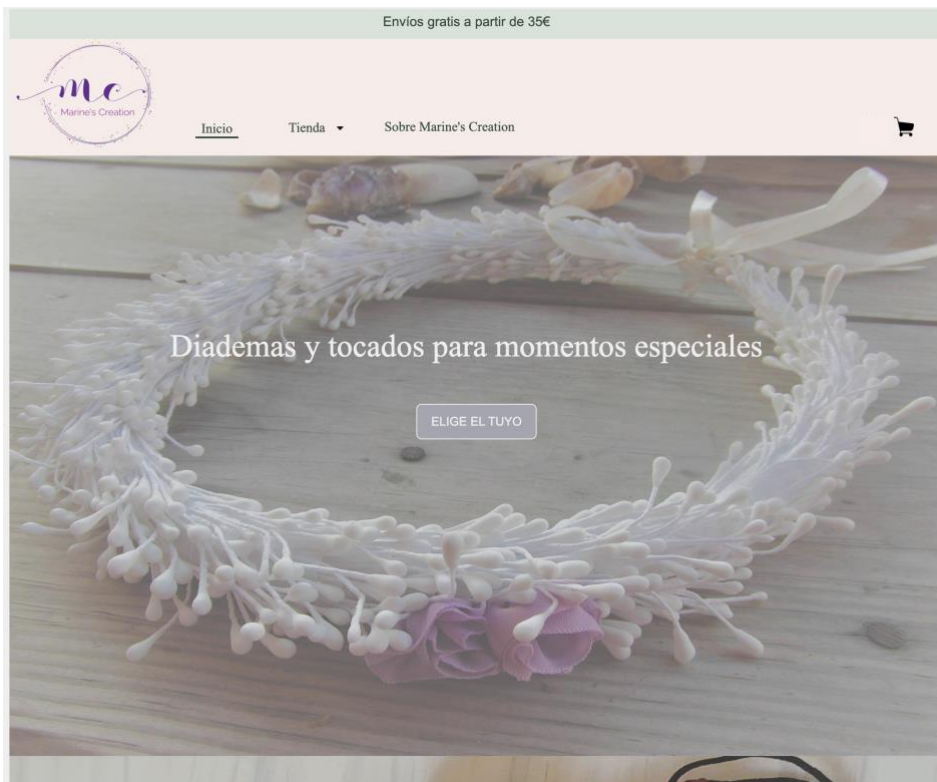 Envíos gratis a partir de 35€
mc
Marine's Creation
Inicio
Tienda
Sobre Marine's Creation
Diademas y tocados para momentos especiales
ELIGE EL TUYO